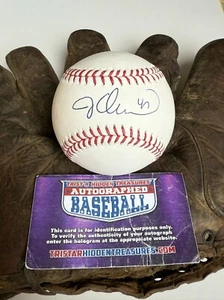 TRISTAR HIDDEN TREASURES
AUTOGRAPHED
BASEBALL
This card is for identification purposes only.
To verify the authenticity of your autograph
enter the hologram at the appropriate website.
TRISTARHIDDENTREASURES.COM